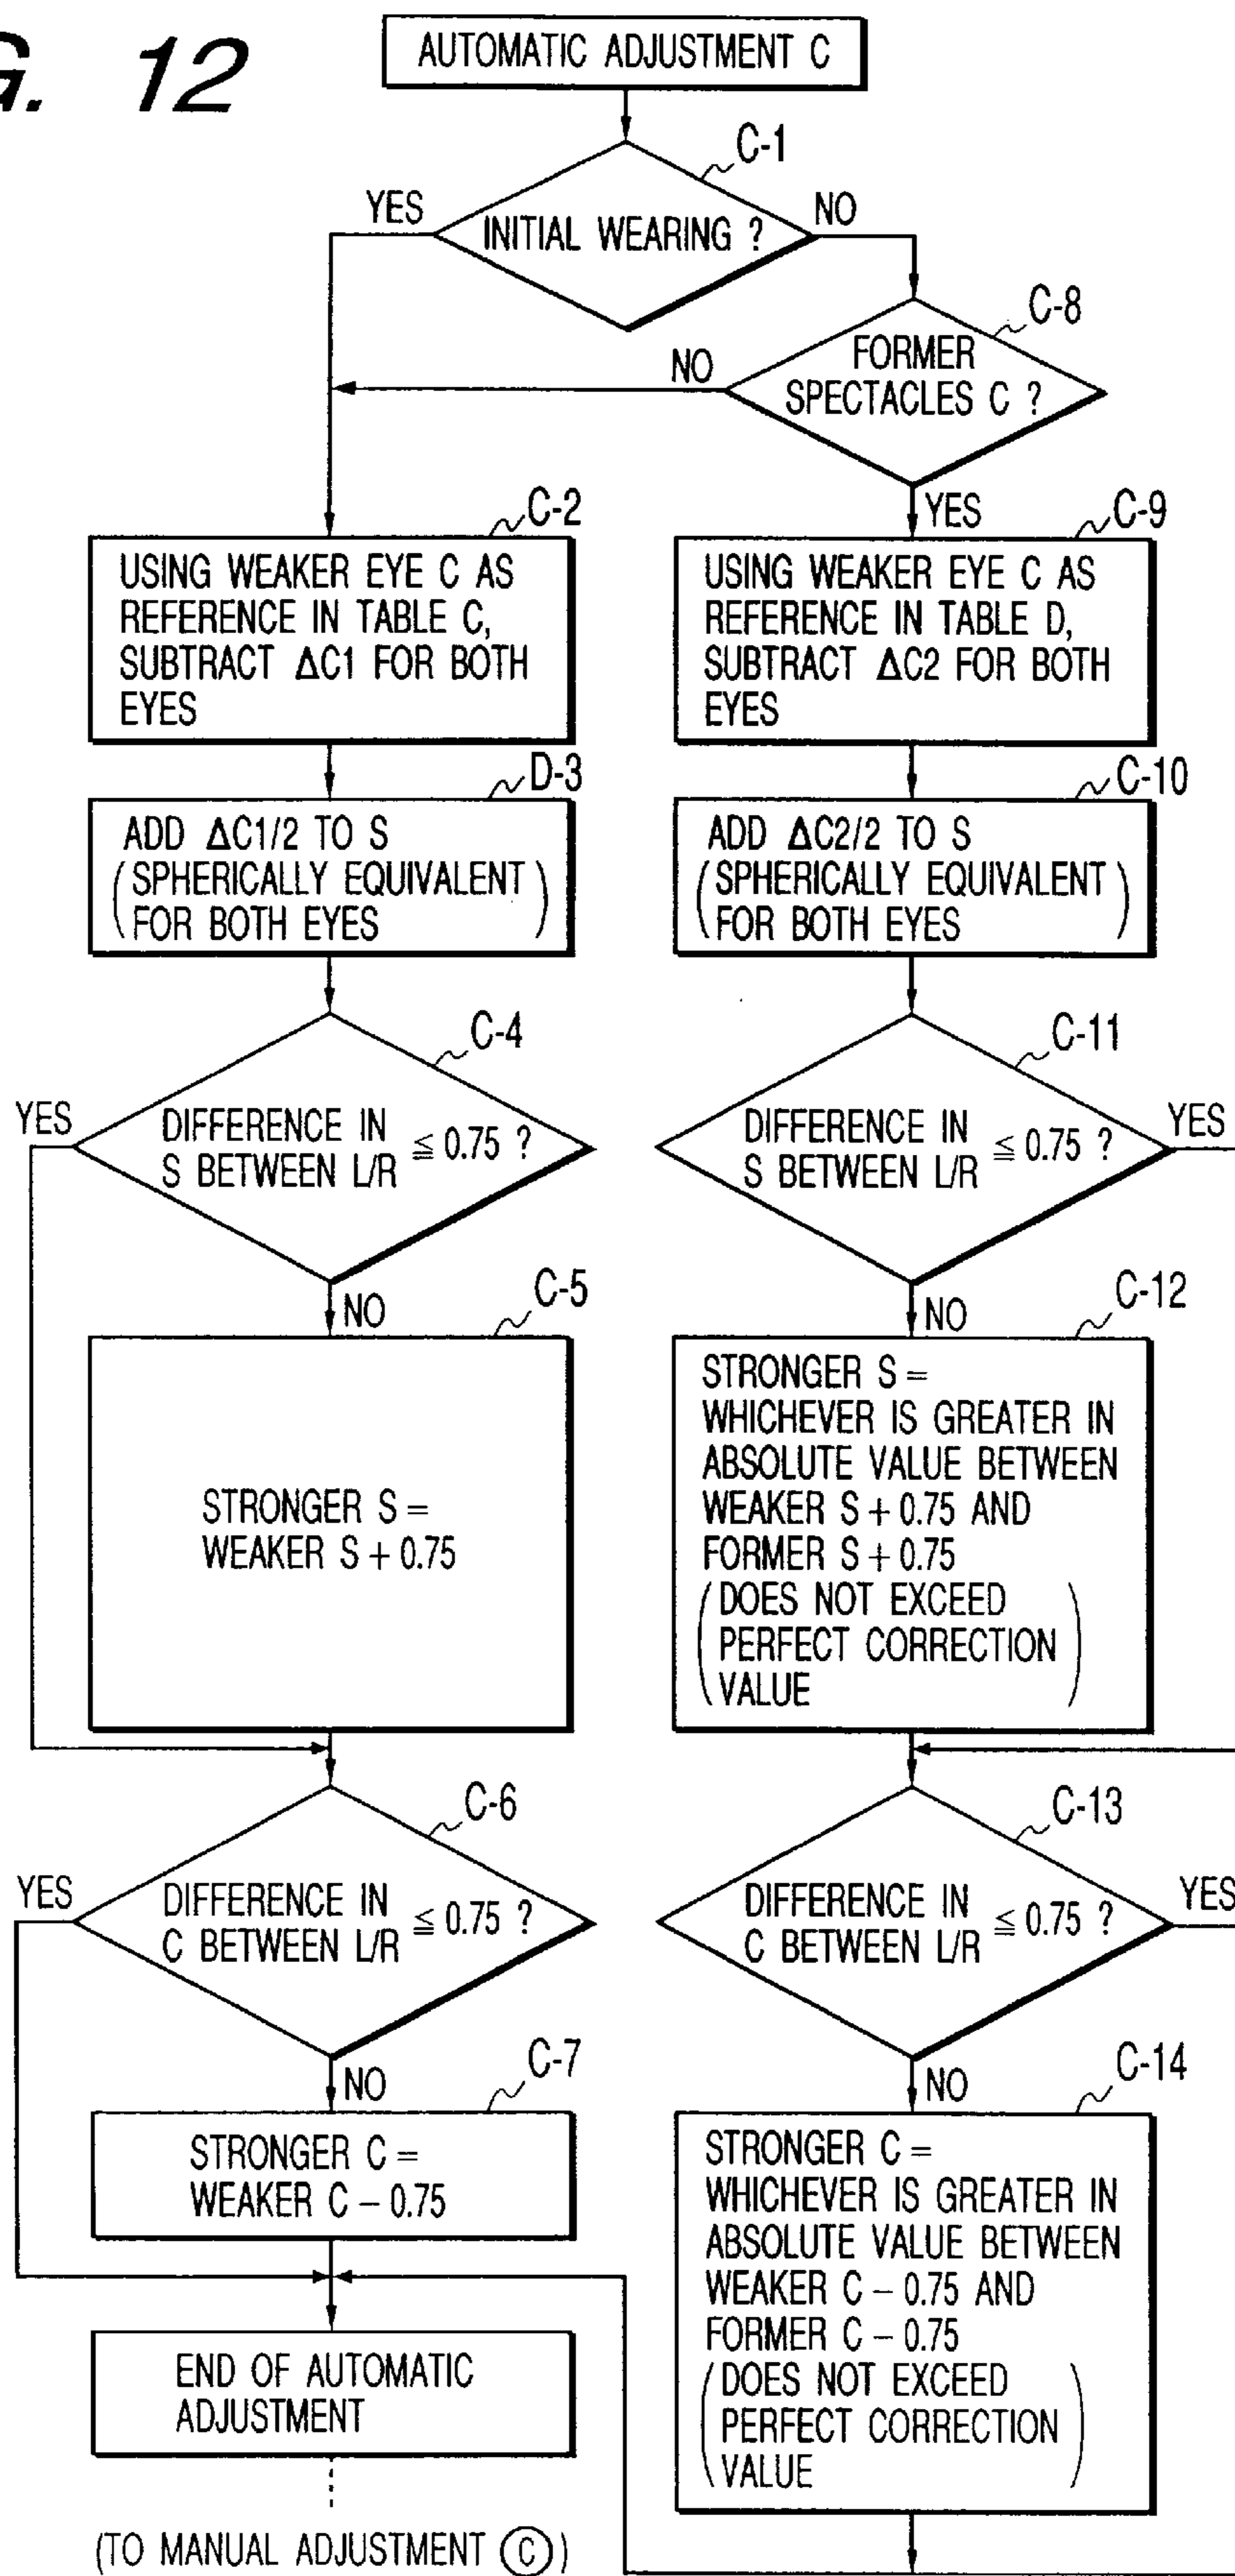 G. 12
AUTOMATIC ADJUSTMENT C
C-1
YES
INITIAL WEARING ?
NO
C-8
NO
FORMER
SPECTACLES C ?
YES
C-2
USING WEAKER EYE C AS
REFERENCE IN TABLE C,
SUBTRACT ΔC1 FOR BOTH
EYES
C-9
USING WEAKER EYE C AS
REFERENCE IN TABLE D,
SUBTRACT ΔC2 FOR BOTH
EYES
D-3
ADD ΔC1/2 TO S
(SPHERICALLY EQUIVALENT
FOR BOTH EYES)
C-10
ADD ΔC2/2 TO S
(SPHERICALLY EQUIVALENT
FOR BOTH EYES)
C-4
YES
DIFFERENCE IN
S BETWEEN L/R ≦ 0.75 ?
NO
C-11
DIFFERENCE IN
S BETWEEN L/R ≦ 0.75 ?
YES
NO
C-5
STRONGER S =
WEAKER S + 0.75
C-12
STRONGER S =
WHICHEVER IS GREATER IN
ABSOLUTE VALUE BETWEEN
WEAKER S + 0.75 AND
FORMER S + 0.75
(DOES NOT EXCEED
PERFECT CORRECTION
VALUE)
C-6
YES
DIFFERENCE IN
C BETWEEN L/R ≦ 0.75 ?
NO
C-13
DIFFERENCE IN
C BETWEEN L/R ≦ 0.75 ?
YES
NO
C-7
STRONGER C =
WEAKER C − 0.75
C-14
STRONGER C =
WHICHEVER IS GREATER IN
ABSOLUTE VALUE BETWEEN
WEAKER C − 0.75 AND
FORMER C − 0.75
(DOES NOT EXCEED
PERFECT CORRECTION
VALUE)
END OF AUTOMATIC
ADJUSTMENT
(TO MANUAL ADJUSTMENT Ⓒ)